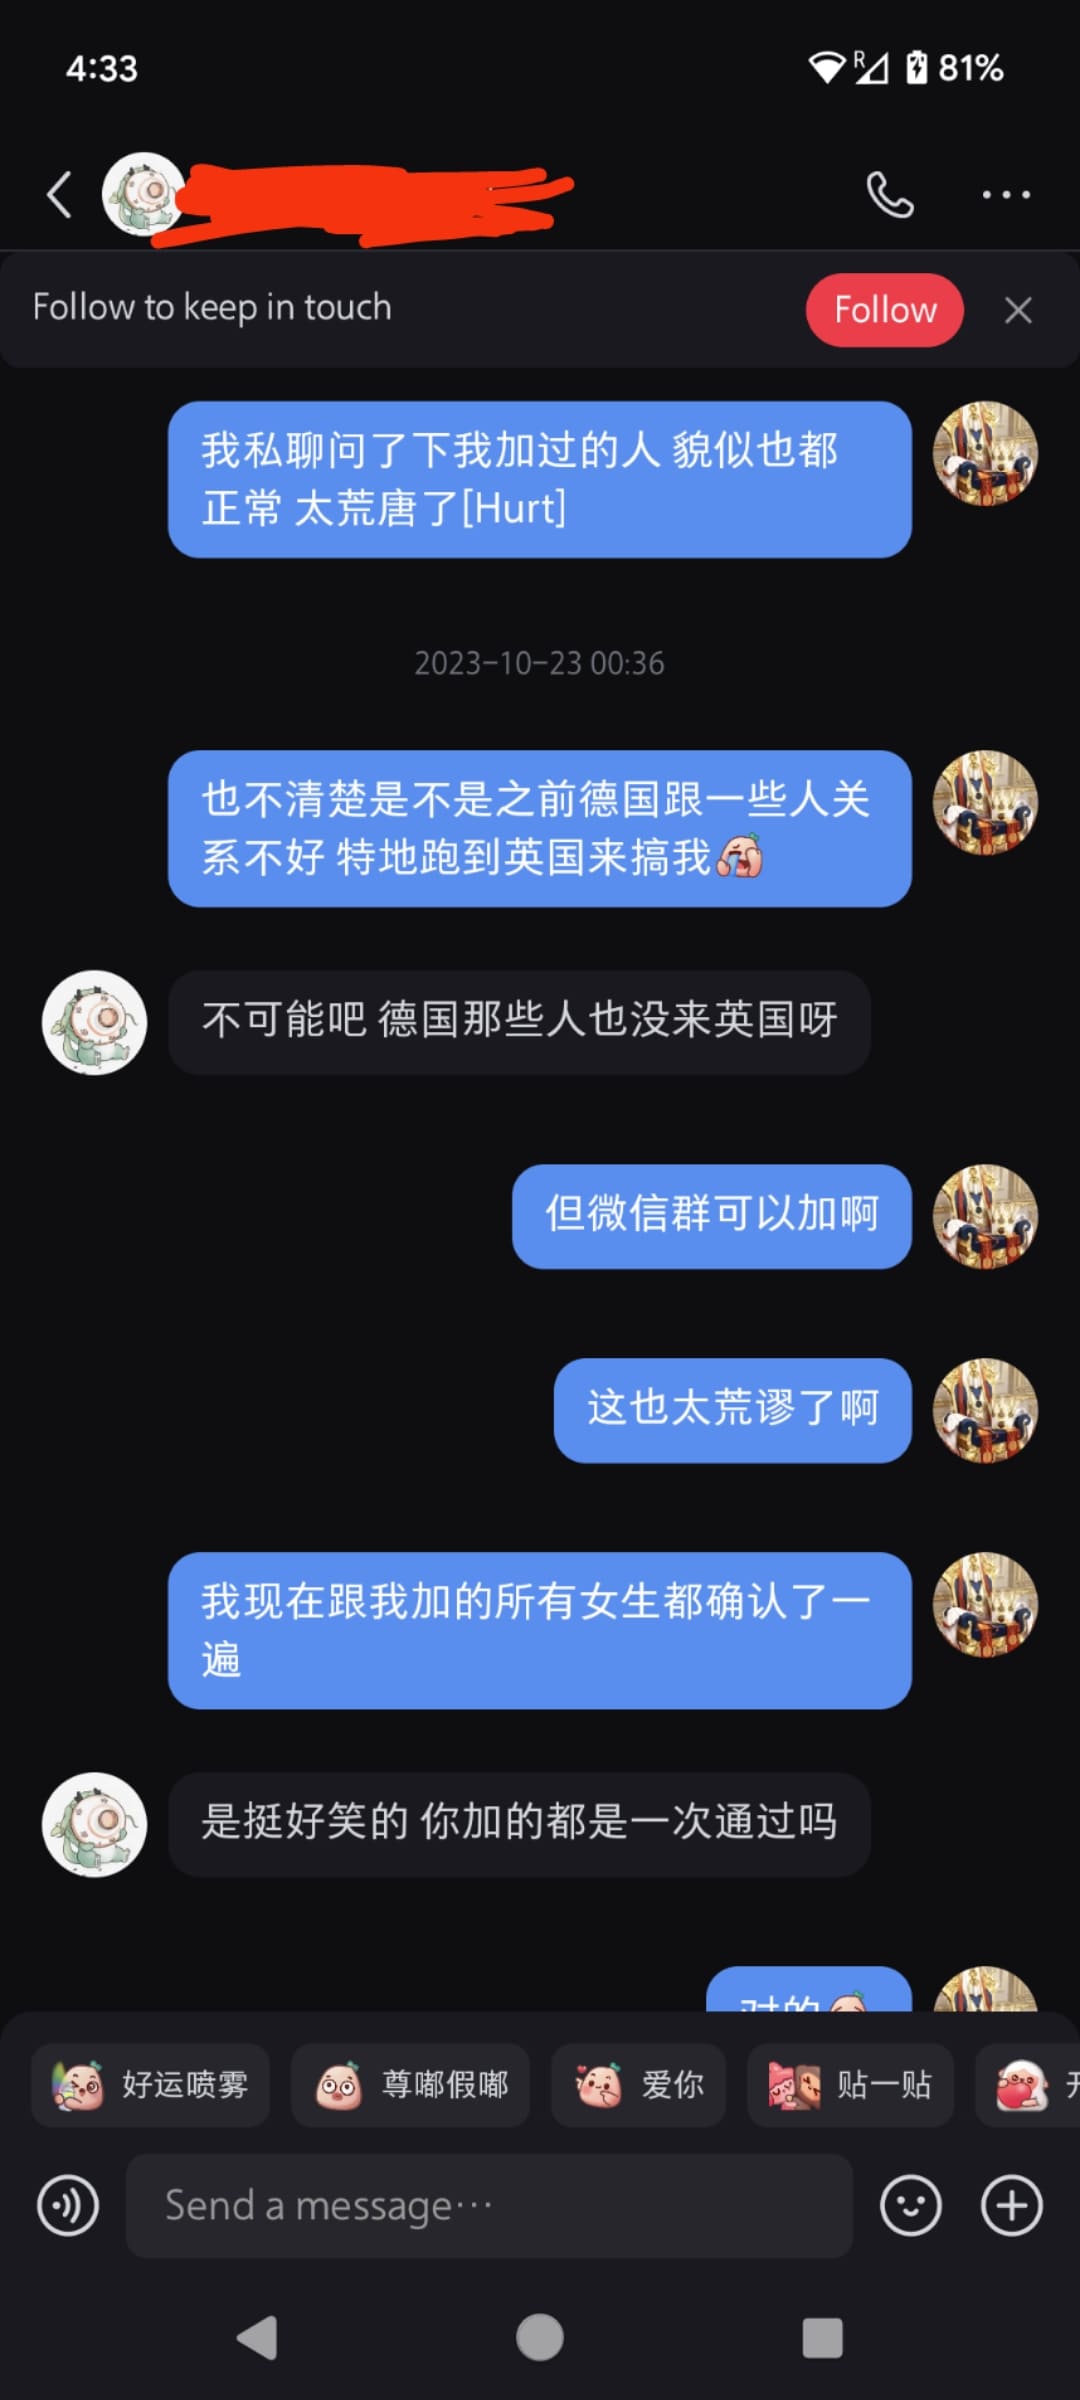 4:33
R
81%
Follow to keep in touch
Follow
我私聊问了下我加过的人 貌似也都
正常 太荒唐了[Hurt]
2023-10-23 00:36
也不清楚是不是之前德国跟一些人关
系不好 特地跑到英国来搞我
不可能吧 德国那些人也没来英国呀
但微信群可以加啊
这也太荒谬了啊
我现在跟我加的所有女生都确认了一
遍
是挺好笑的 你加的都是一次通过吗
对的
好运喷雾
尊嘟假嘟
爱你
贴一贴
Send a message···